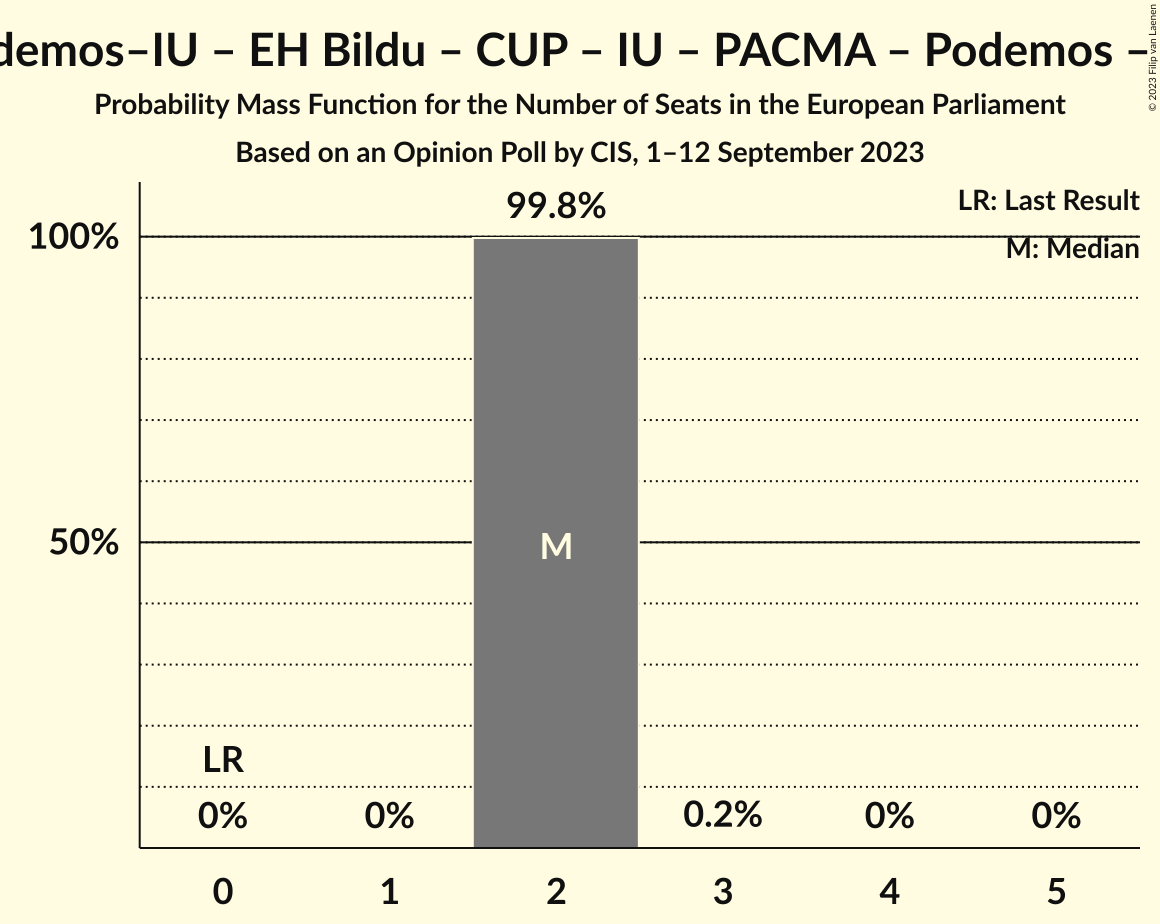 demos–IU – EH Bildu – CUP – IU – PACMA – Podemos –
© 2023 Filip van Laenen
Probability Mass Function for the Number of Seats in the European Parliament
Based on an Opinion Poll by CIS, 1–12 September 2023
99.8%
LR: Last Result
100%
M: Median
50%
M
LR
0% 0% 0.2% 0% 0%
0 1 2 3 4 5